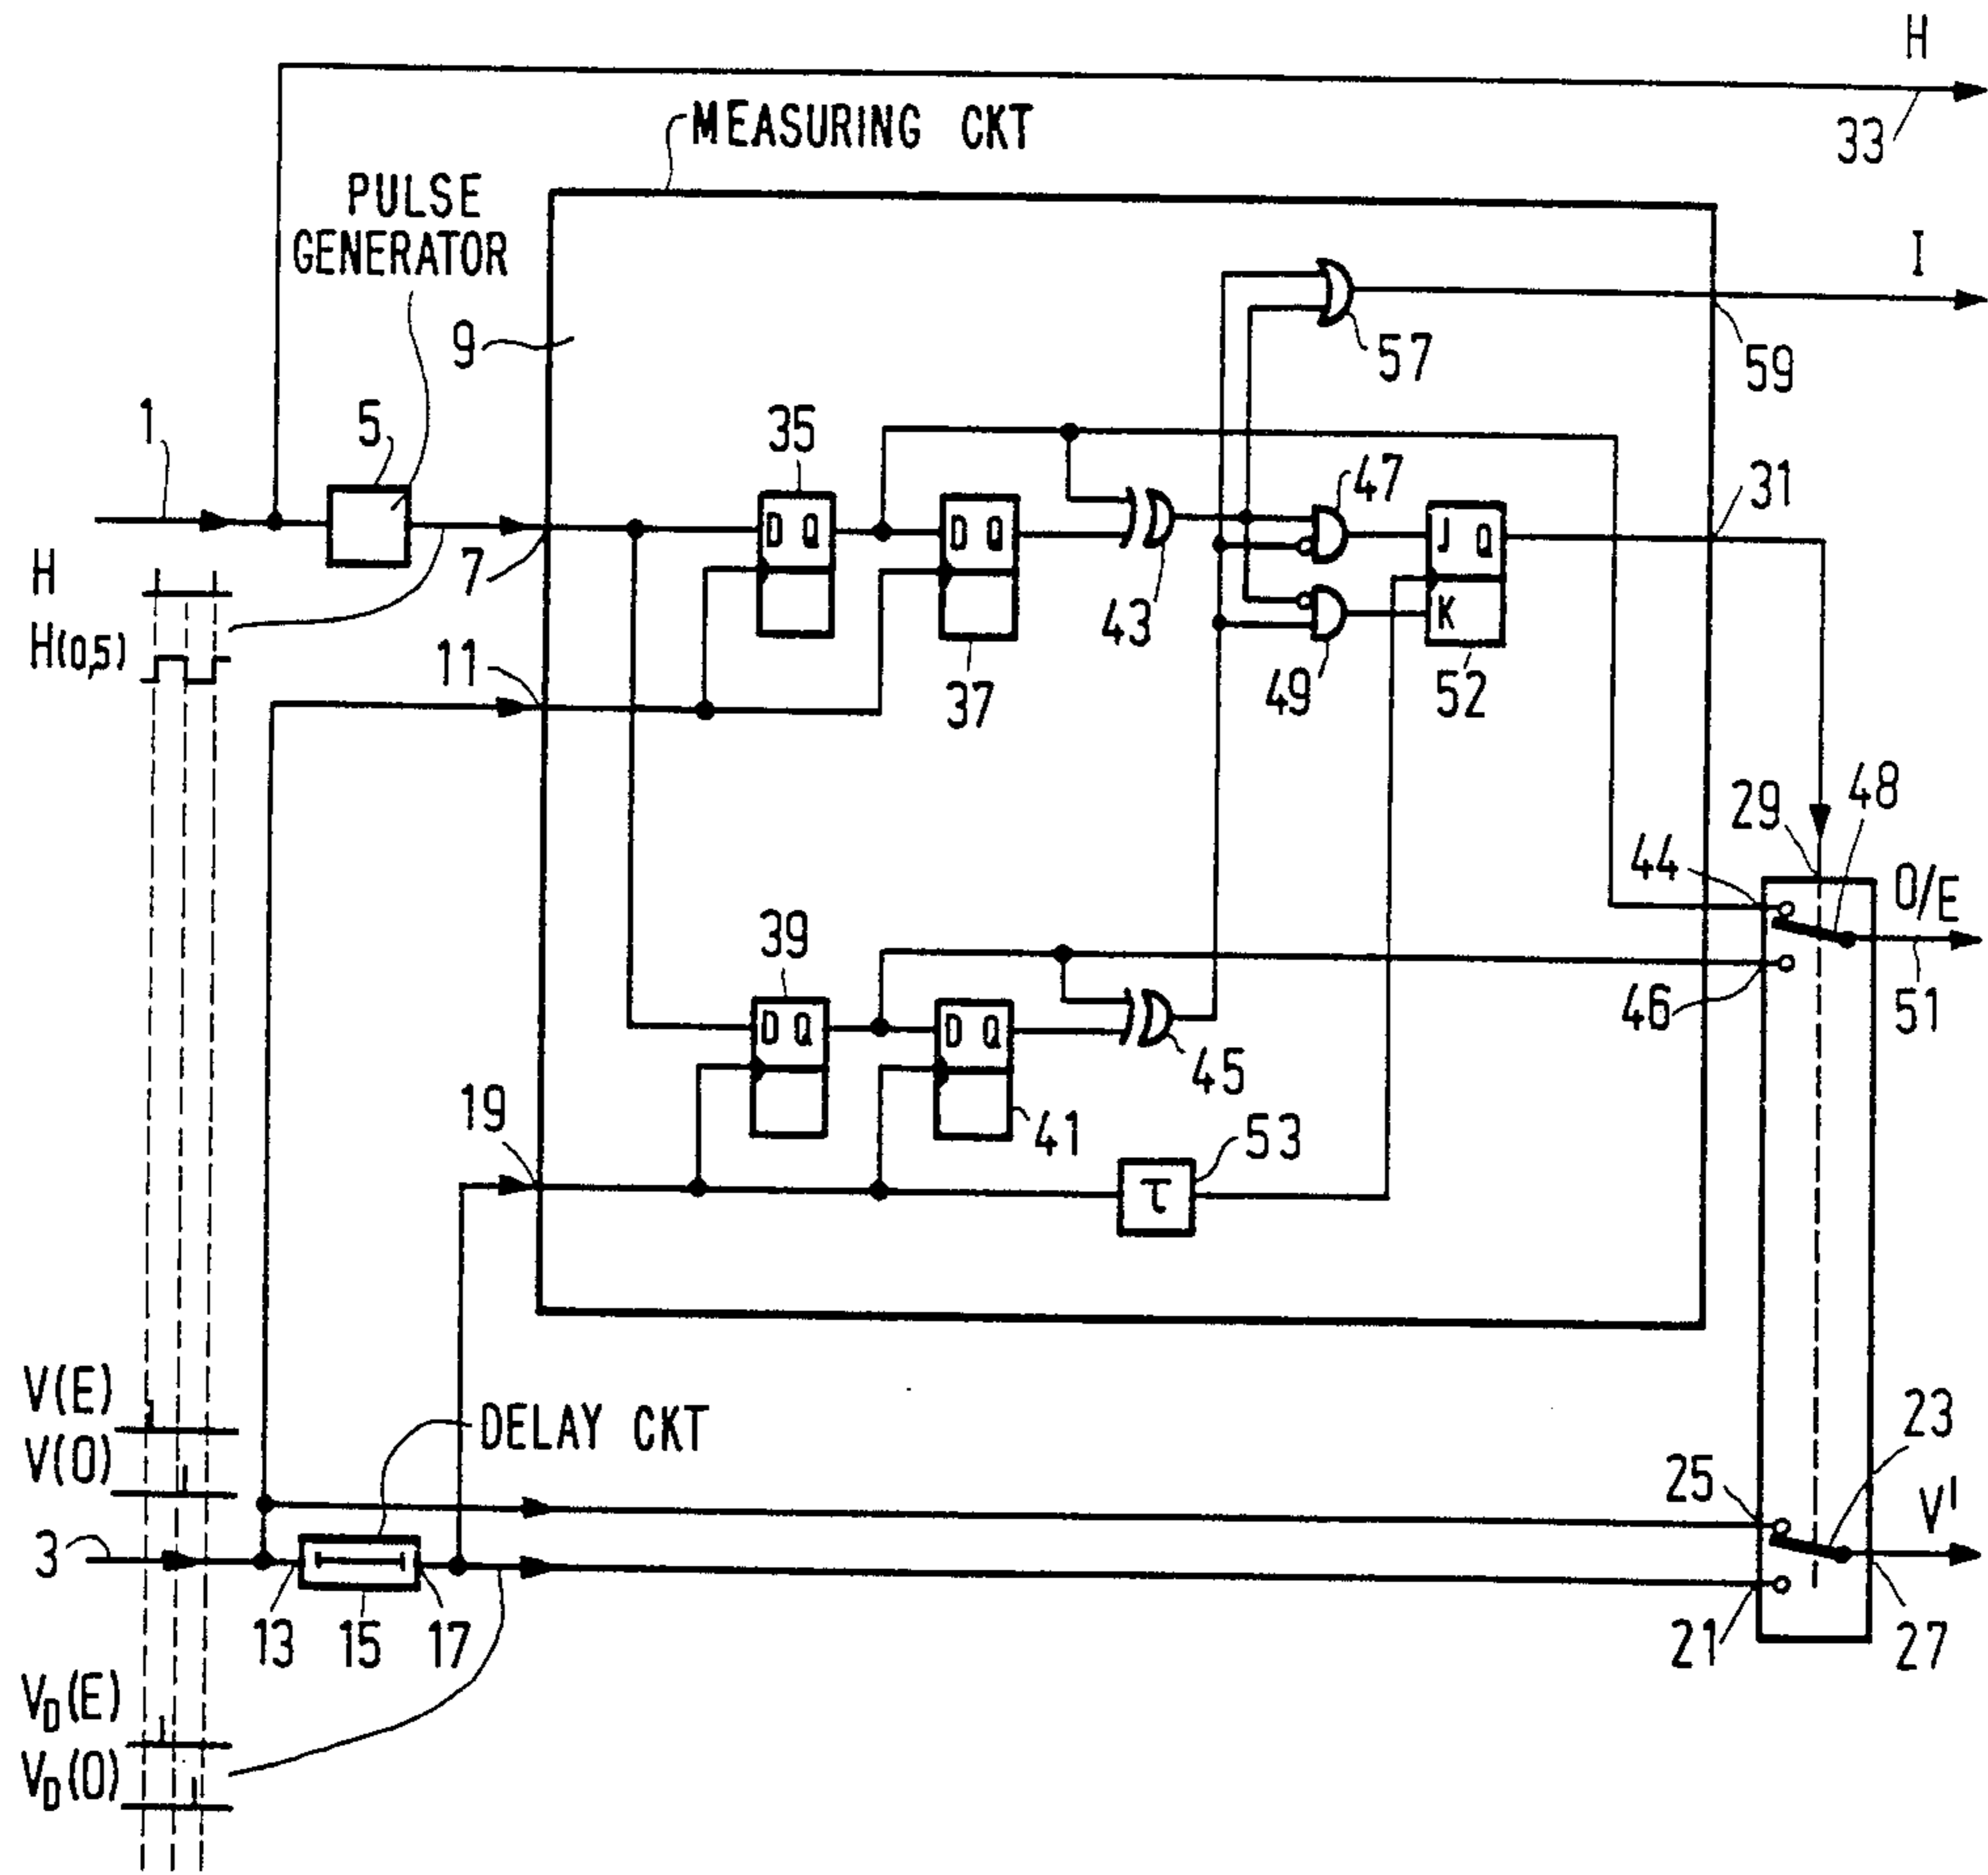 H
33
MEASURING CKT
PULSE
GENERATOR
I
9
57
59
1
5
35
47
31
D Q
D Q
J Q
H
7
43
K
H(0,5)
11
37
49
52
29
48
44
O/E
39
46
51
D Q
D Q
45
19
41
53
τ
V(E)
DELAY CKT
23
V(O)
25
V'
3
13
15
17
21
27
VD(E)
VD(O)